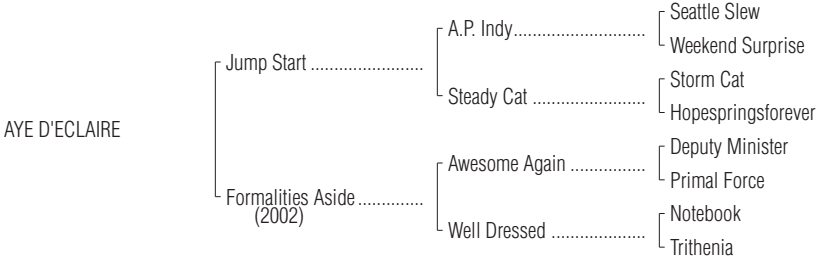 Seattle Slew
A.P. Indy............................
Weekend Surprise
Jump Start ........................
Storm Cat
Steady Cat ........................
Hopespringsforever
AYE D'ECLAIRE
Deputy Minister
Awesome Again ................
Primal Force
Formalities Aside ..............
(2002)
Notebook
Well Dressed ....................
Trithenia